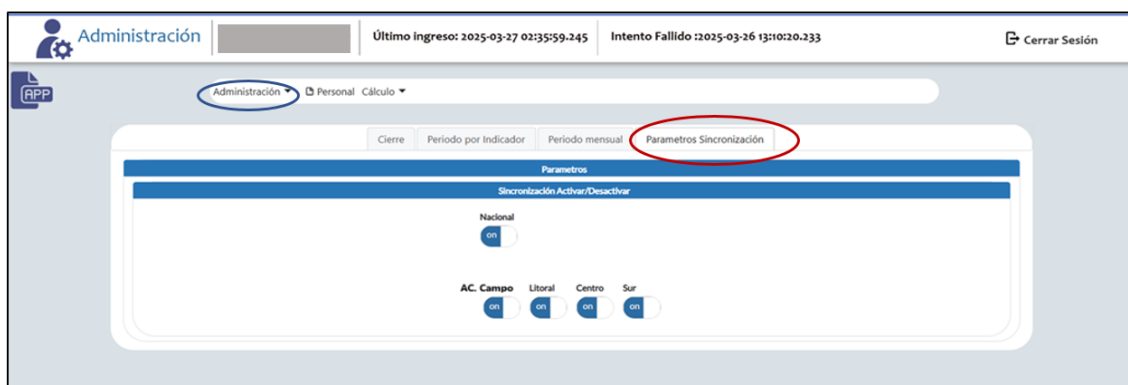 Administración
Último ingreso: 2025-03-27 02:35:59.245
Intento Fallido :2025-03-26 13:10:20.233
Cerrar Sesión
APP
Administración Personal Cálculo
Cierre Periodo por Indicador Periodo mensual Parametros Sincronización
Parametros
Sincronización Activar/Desactivar
Nacional
on
AC. Campo Litoral Centro Sur
on on on on